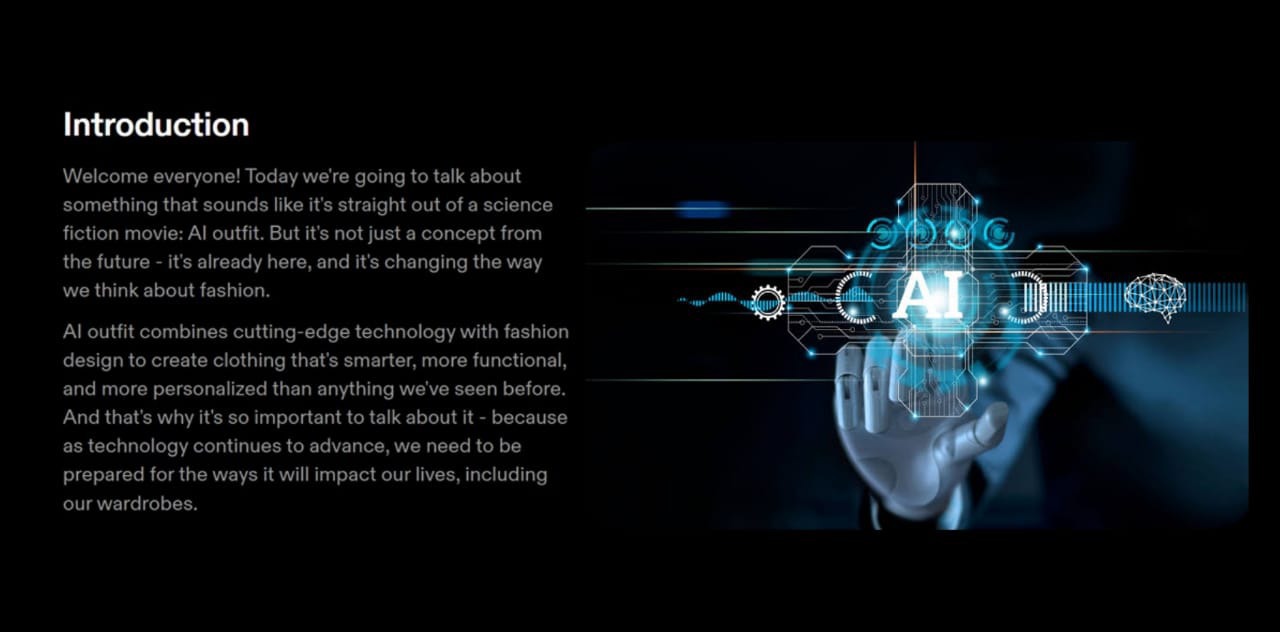 Introduction
Welcome everyone! Today we're going to talk about
something that sounds like it's straight out of a science
fiction movie: AI outfit. But it's not just a concept from
the future - it's already here, and it's changing the way
we think about fashion.
AI outfit combines cutting-edge technology with fashion
design to create clothing that's smarter, more functional,
and more personalized than anything we've seen before.
And that's why it's so important to talk about it - because
as technology continues to advance, we need to be
prepared for the ways it will impact our lives, including
our wardrobes.
AI